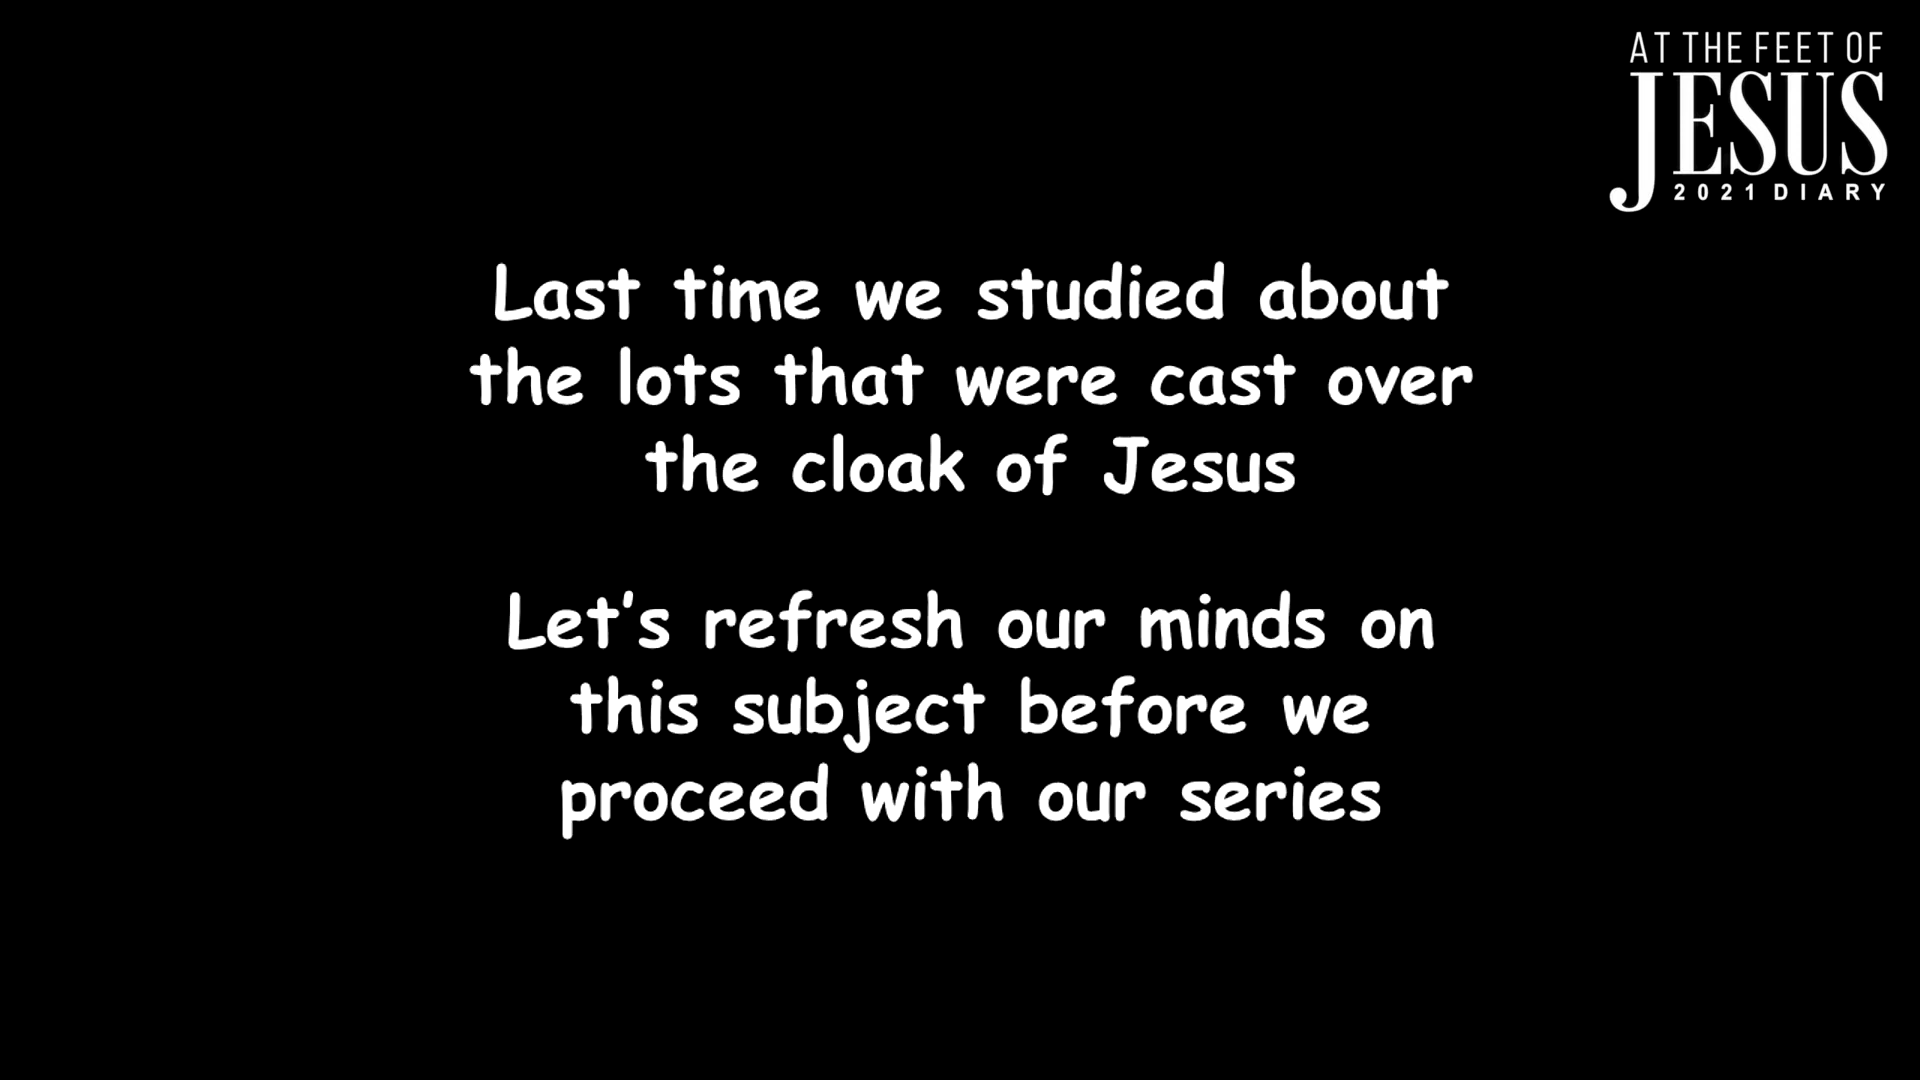 AT THE FEET OF
JESUS
2021 DIARY
Last time we studied about
the lots that were cast over
the cloak of Jesus
Let's refresh our minds on
this subject before we
proceed with our series